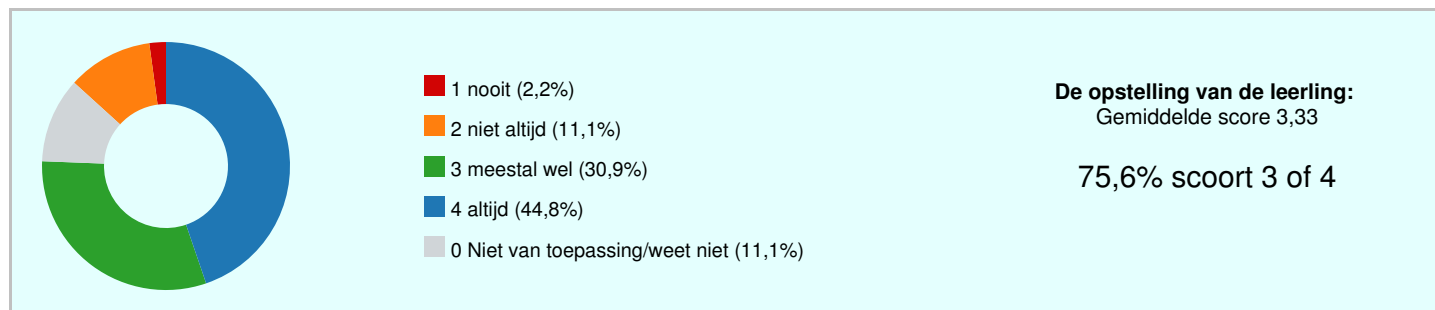 1 nooit (2,2%)
2 niet altijd (11,1%)
3 meestal wel (30,9%)
4 altijd (44,8%)
0 Niet van toepassing/weet niet (11,1%)
De opstelling van de leerling:
Gemiddelde score 3,33
75,6% scoort 3 of 4